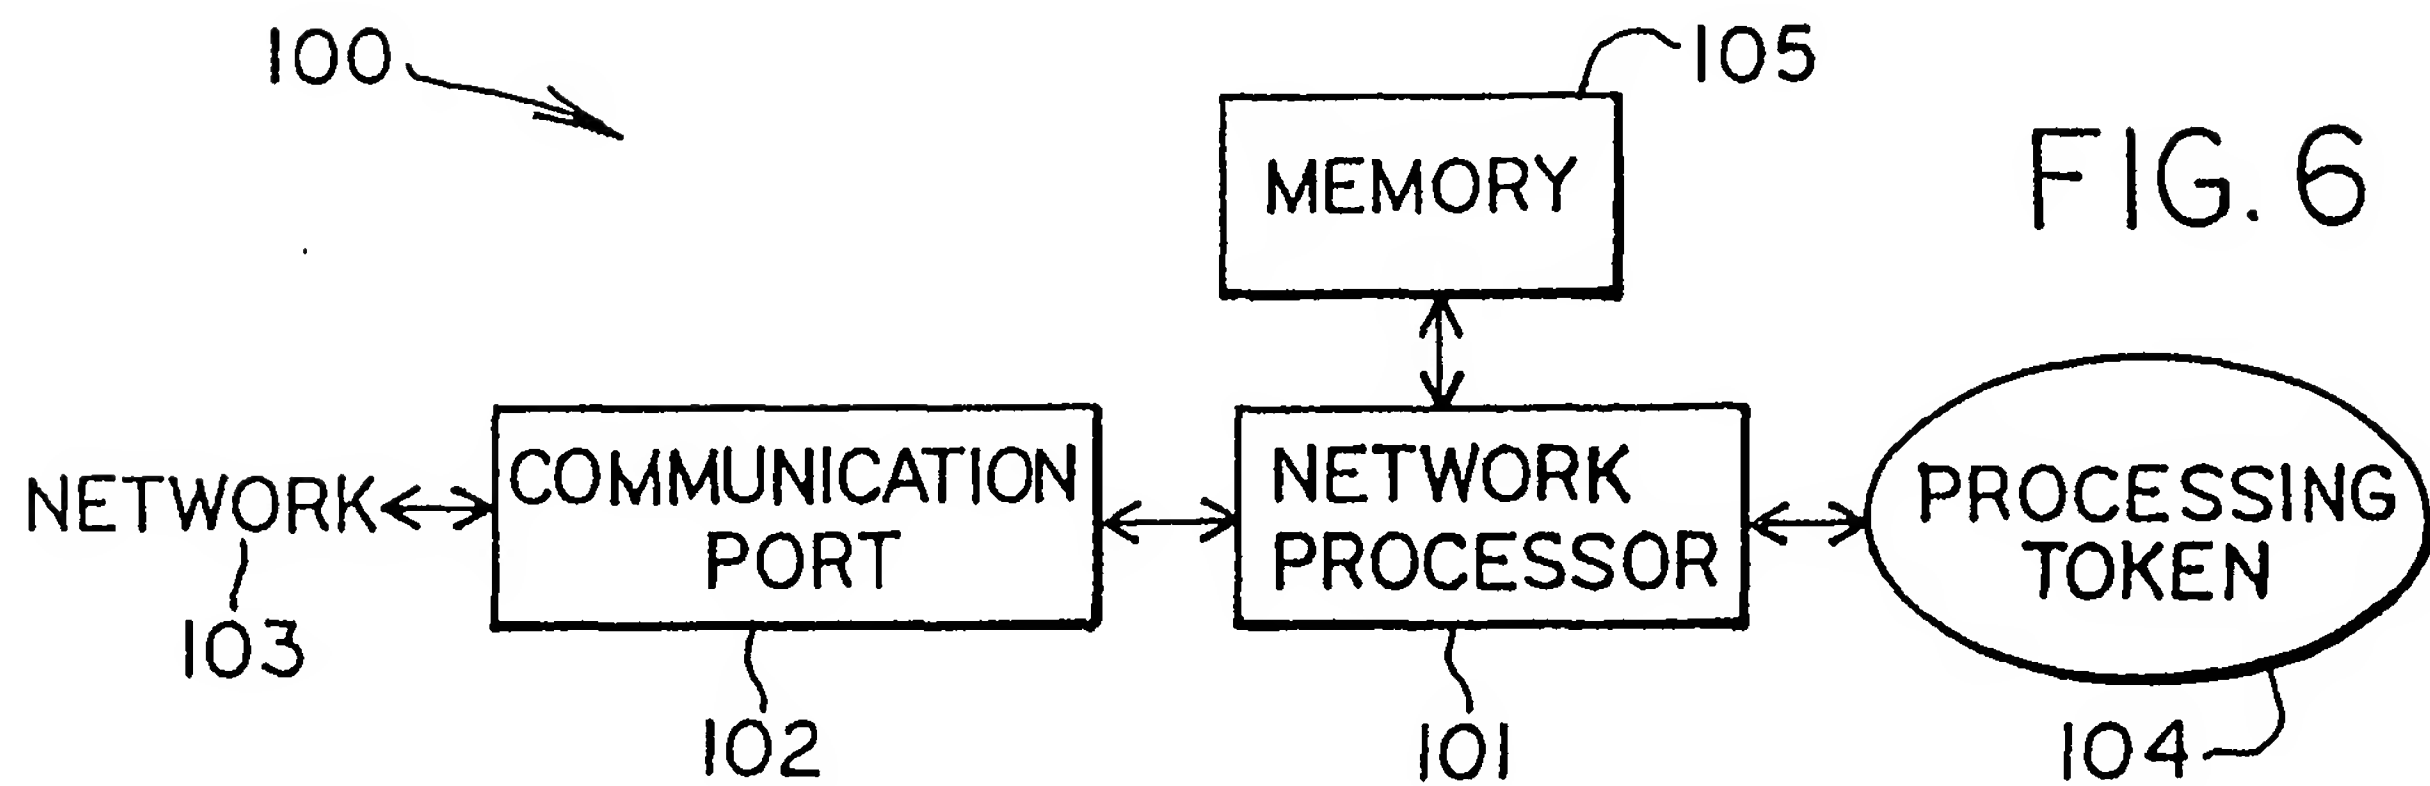 100
105
MEMORY
FIG. 6
NETWORK
103
COMMUNICATION
PORT
102
NETWORK
PROCESSOR
101
PROCESSING
TOKEN
104